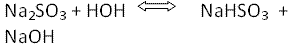 Na₂SO₃ + HOH ⇔ NaHSO₃ +
NaOH